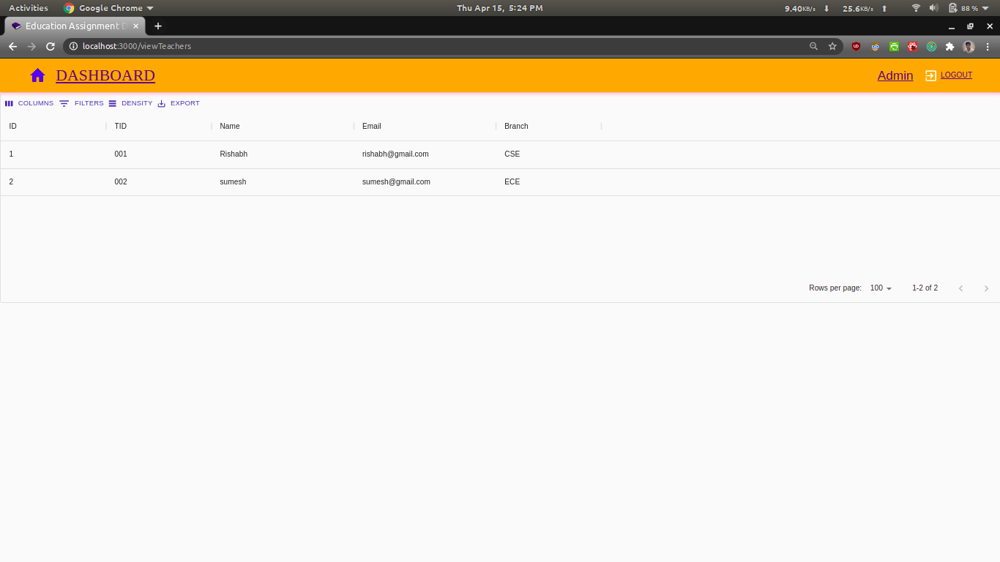 Activities Google Chrome Thu Apr 15, 5:24 PM 9.40KB/s 25.6KB/s 88 %
Education Assignment
localhost:3000/viewTeachers
DASHBOARD Admin LOGOUT
COLUMNS FILTERS DENSITY EXPORT
ID TID Name Email Branch
1 001 Rishabh rishabh@gmail.com CSE
2 002 sumesh sumesh@gmail.com ECE
Rows per page: 100 1-2 of 2